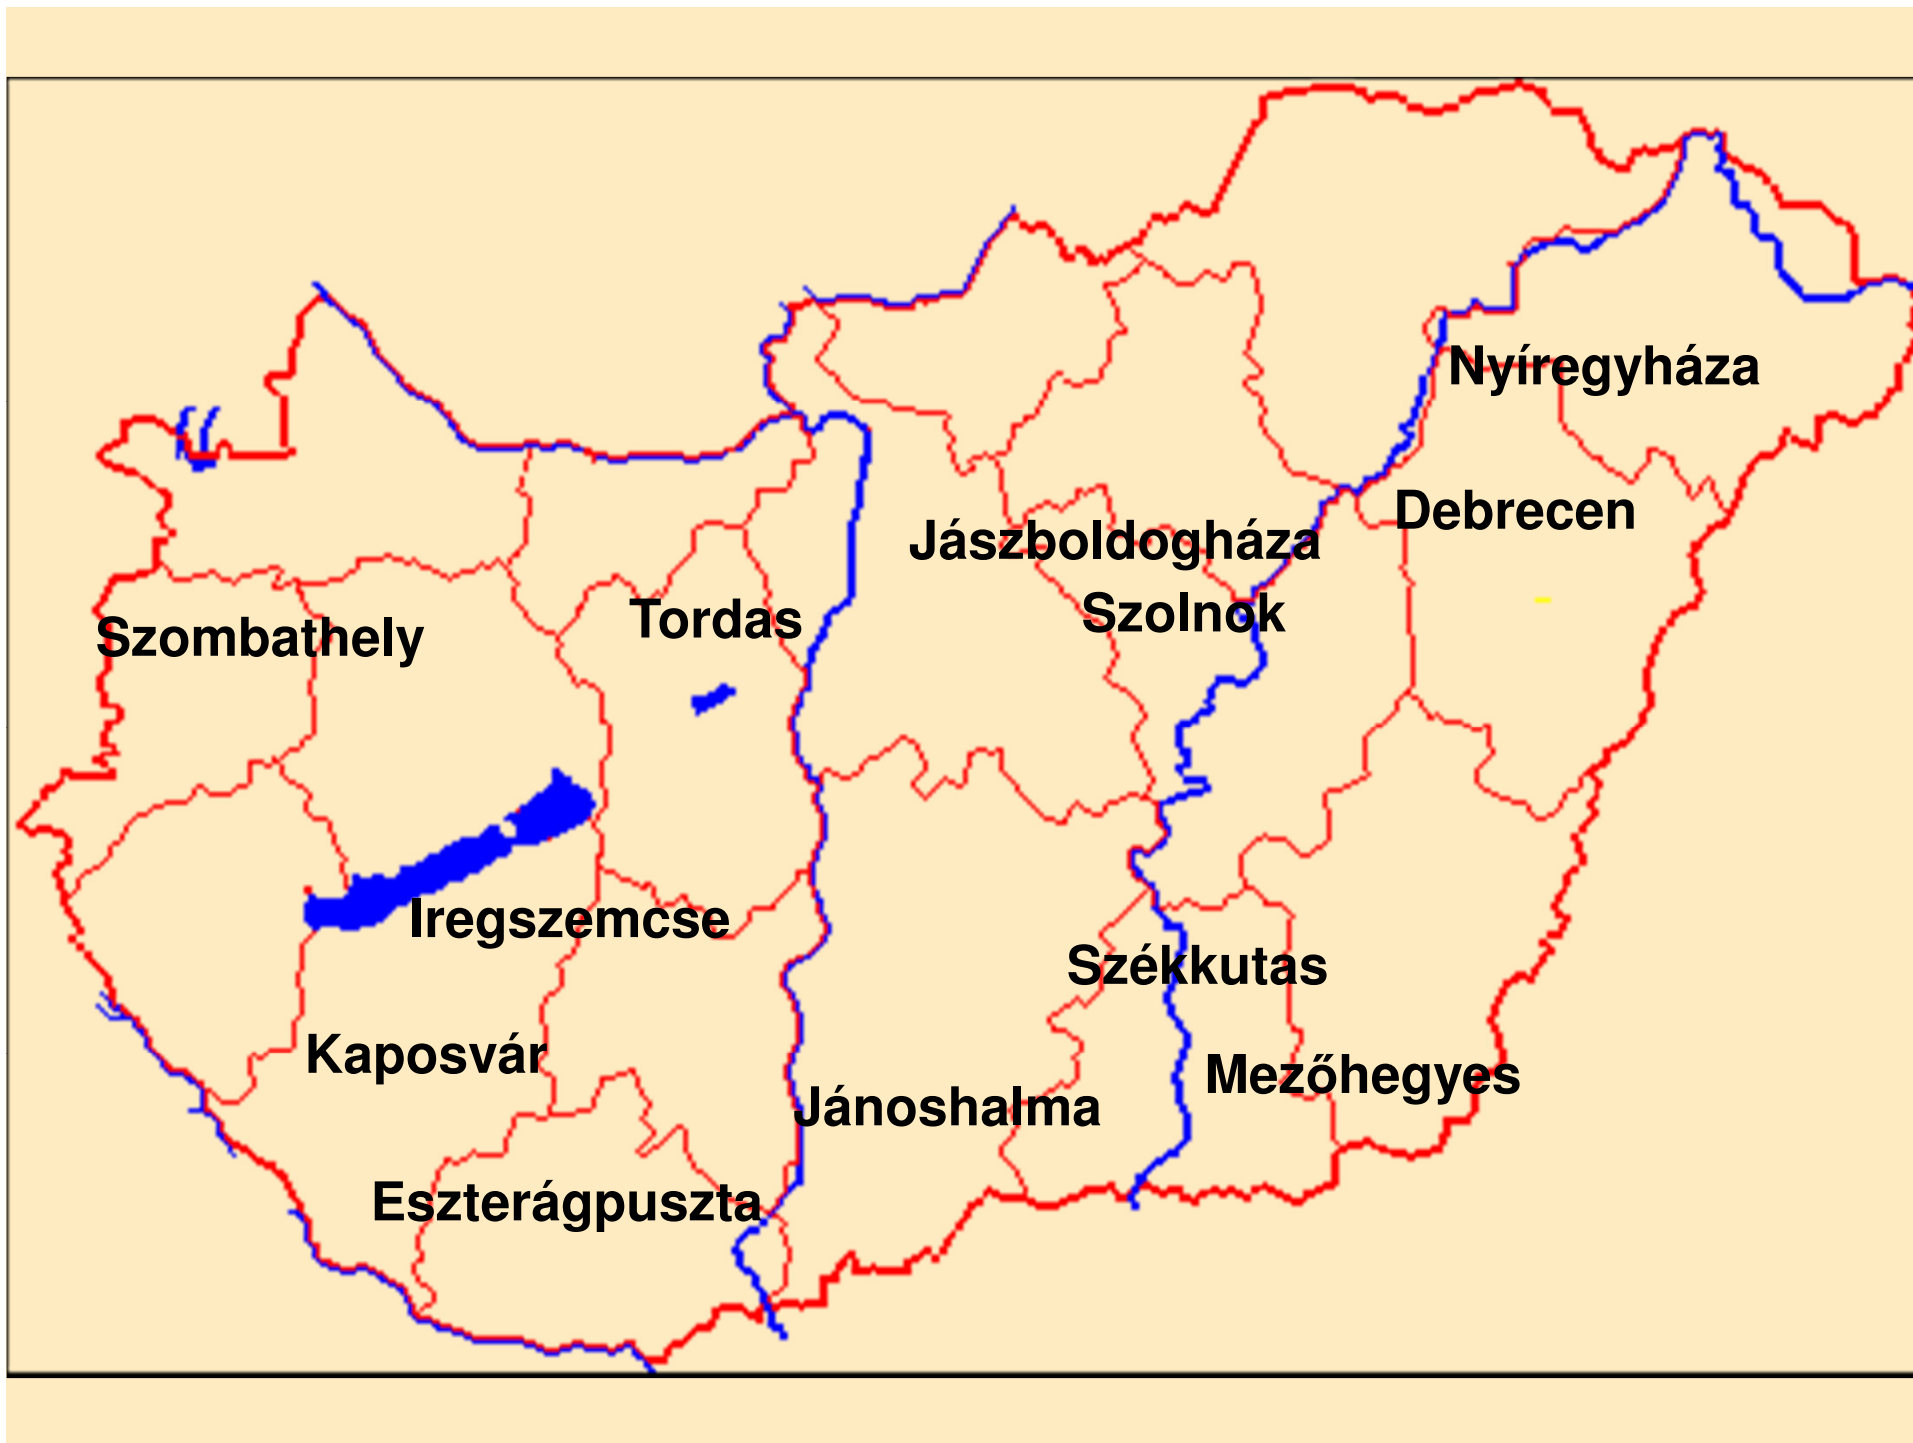 Nyíregyháza
Debrecen
Jászboldogháza
Szolnok
Tordas
Szombathely
Iregszemcse
Székkutas
Kaposvár
Mezőhegyes
Jánoshalma
Eszterágpuszta